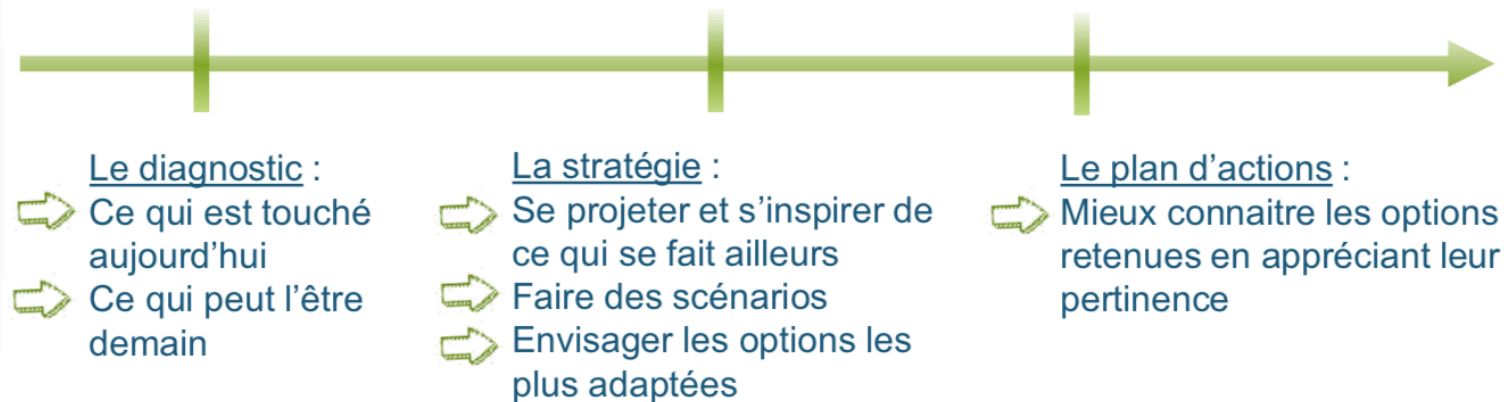 Le diagnostic :
Ce qui est touché
aujourd’hui
Ce qui peut l’être
demain
La stratégie :
Se projeter et s’inspirer de
ce qui se fait ailleurs
Faire des scénarios
Envisager les options les
plus adaptées
Le plan d’actions :
Mieux connaitre les options
retenues en appréciant leur
pertinence